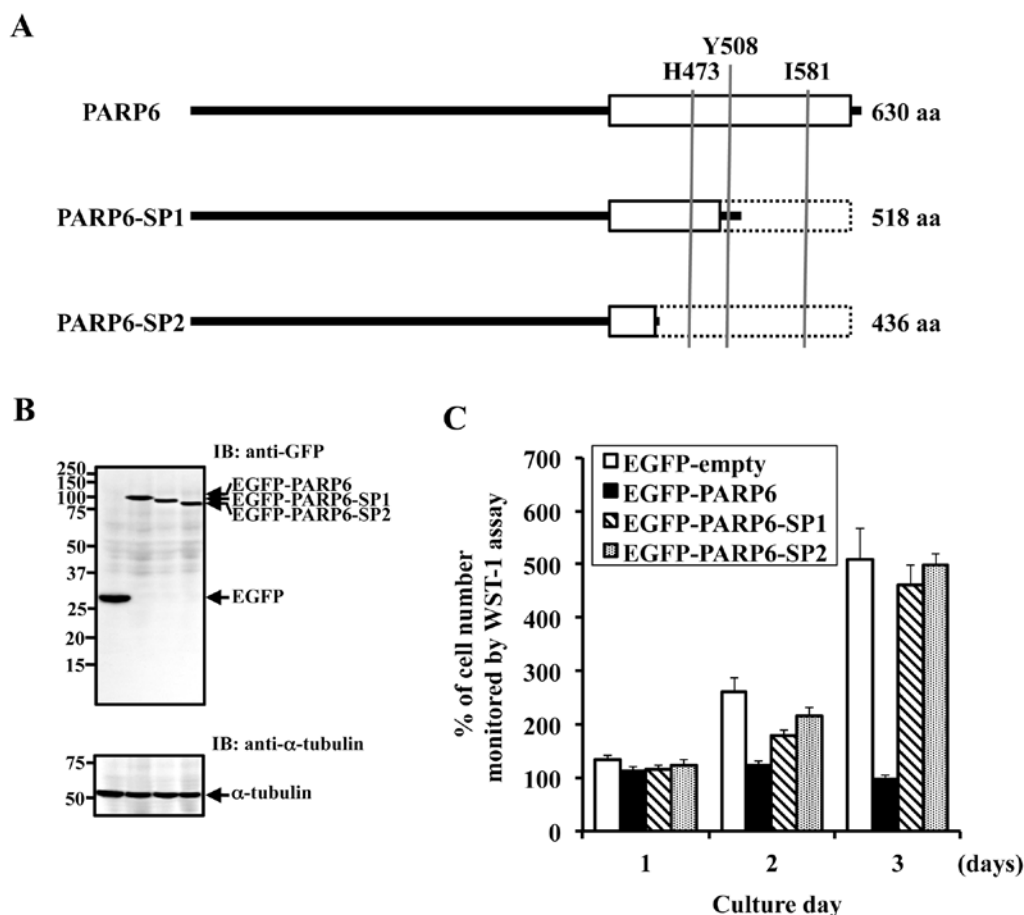 A
Y508
H473
I581
PARP6
630 aa
PARP6-SP1
518 aa
PARP6-SP2
436 aa
B
IB: anti-GFP
250
150
100
75
50
37
25
20
15
EGFP-PARP6
EGFP-PARP6-SP1
EGFP-PARP6-SP2
EGFP
IB: anti-α-tubulin
75
50
α-tubulin
C
% of cell number
monitored by WST-1 assay
700
600
500
400
300
200
100
0
EGFP-empty
EGFP-PARP6
EGFP-PARP6-SP1
EGFP-PARP6-SP2
1 2 3 (days)
Culture day